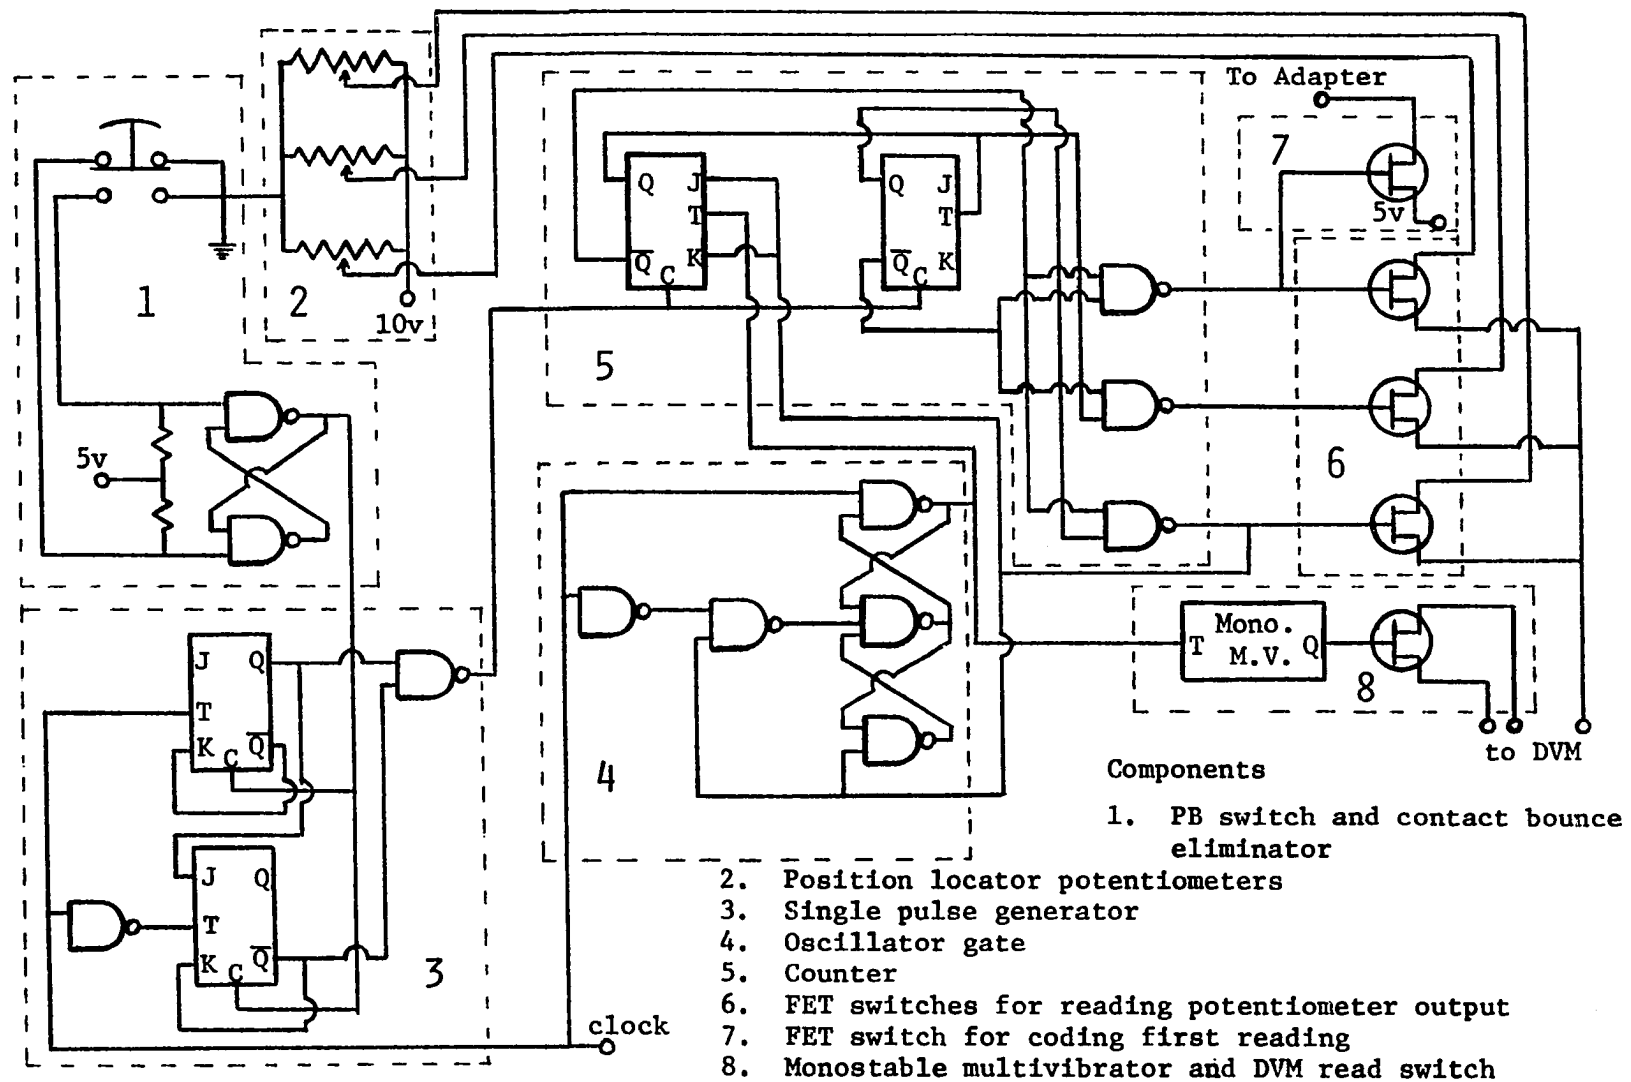 To Adapter
7
5v
Q J
T
Q̅ K
C
Q J
T
Q̅ K
C
1
2
10v
5
5v
6
4
Mono.
M.V.
T Q
8
to DVM
J Q
T
K Q̅
C
J Q
T
K Q̅
C
3
clock
Components
1. PB switch and contact bounce
eliminator
2. Position locator potentiometers
3. Single pulse generator
4. Oscillator gate
5. Counter
6. FET switches for reading potentiometer output
7. FET switch for coding first reading
8. Monostable multivibrator and DVM read switch